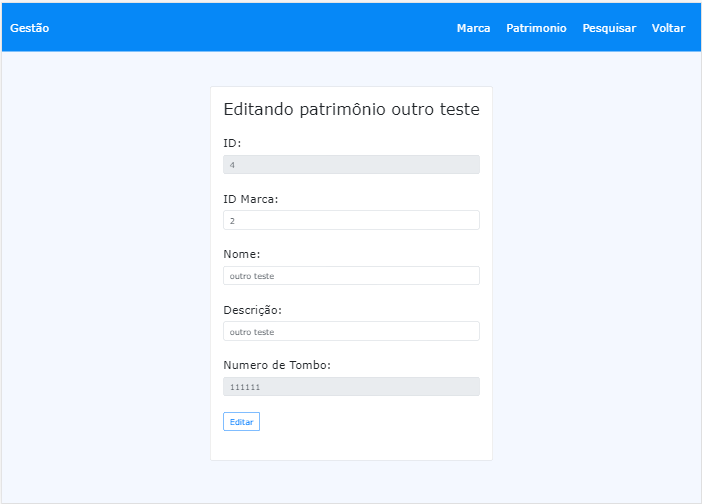 Gestão Marca Patrimonio Pesquisar Voltar
Editando patrimônio outro teste
ID:
4
ID Marca:
2
Nome:
outro teste
Descrição:
outro teste
Numero de Tombo:
111111
Editar